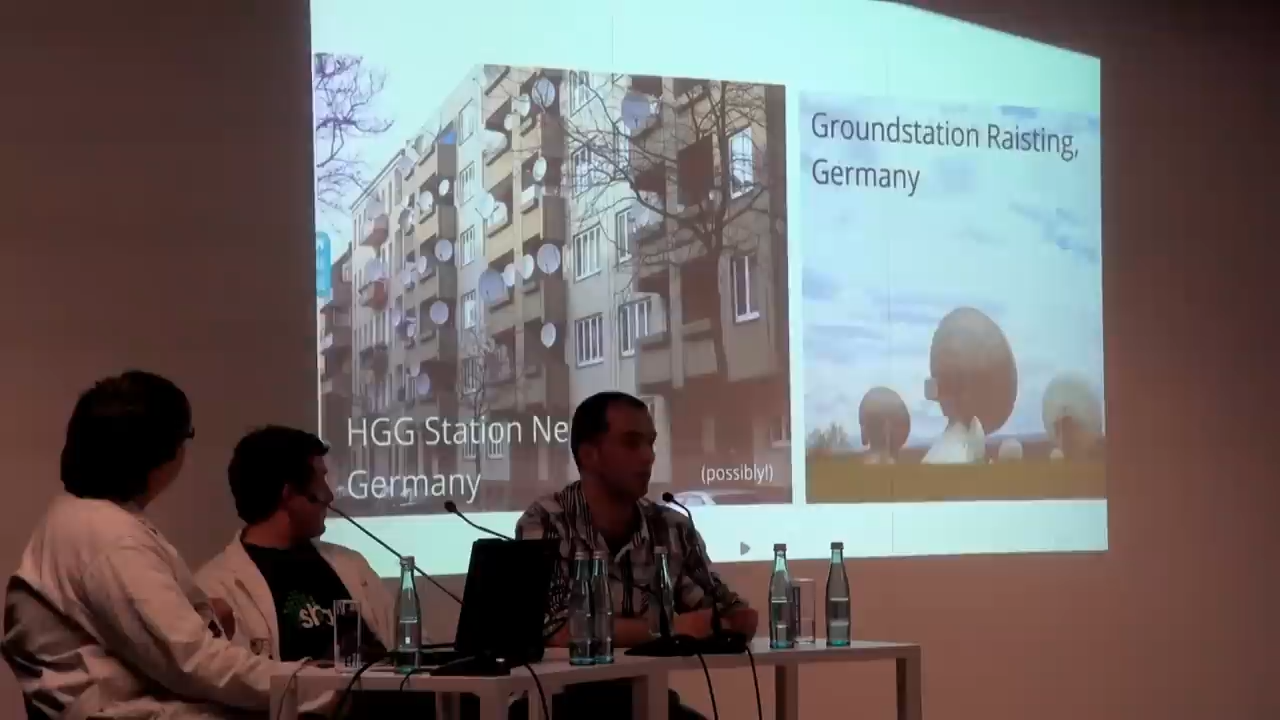 HGG Station Ne
Germany
(possibly!)
Groundstation Raisting,
Germany